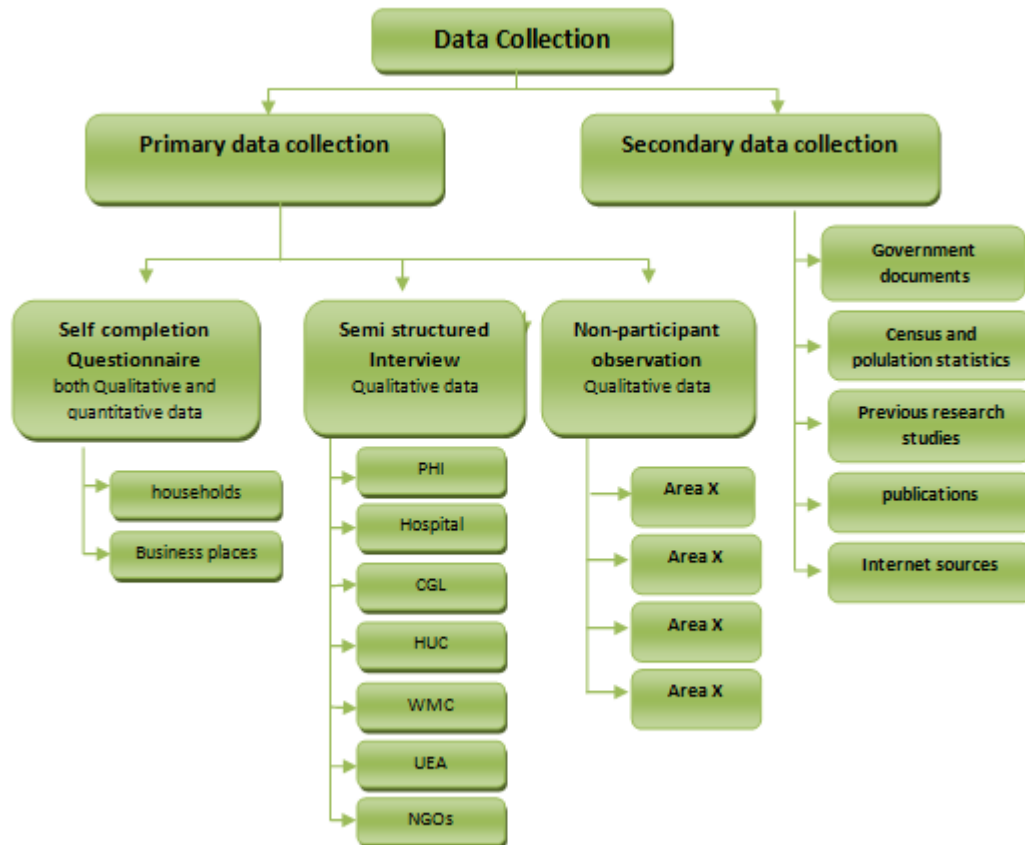 Data Collection
Primary data collection
Secondary data collection
Self completion
Questionnaire
both Qualitative and
quantitative data
households
Business places
Semi structured
Interview
Qualitative data
PHI
Hospital
CGL
HUC
WMC
UEA
NGOs
Non-participant
observation
Qualitative data
Area X
Area X
Area X
Area X
Government
documents
Census and
polulation statistics
Previous research
studies
publications
Internet sources